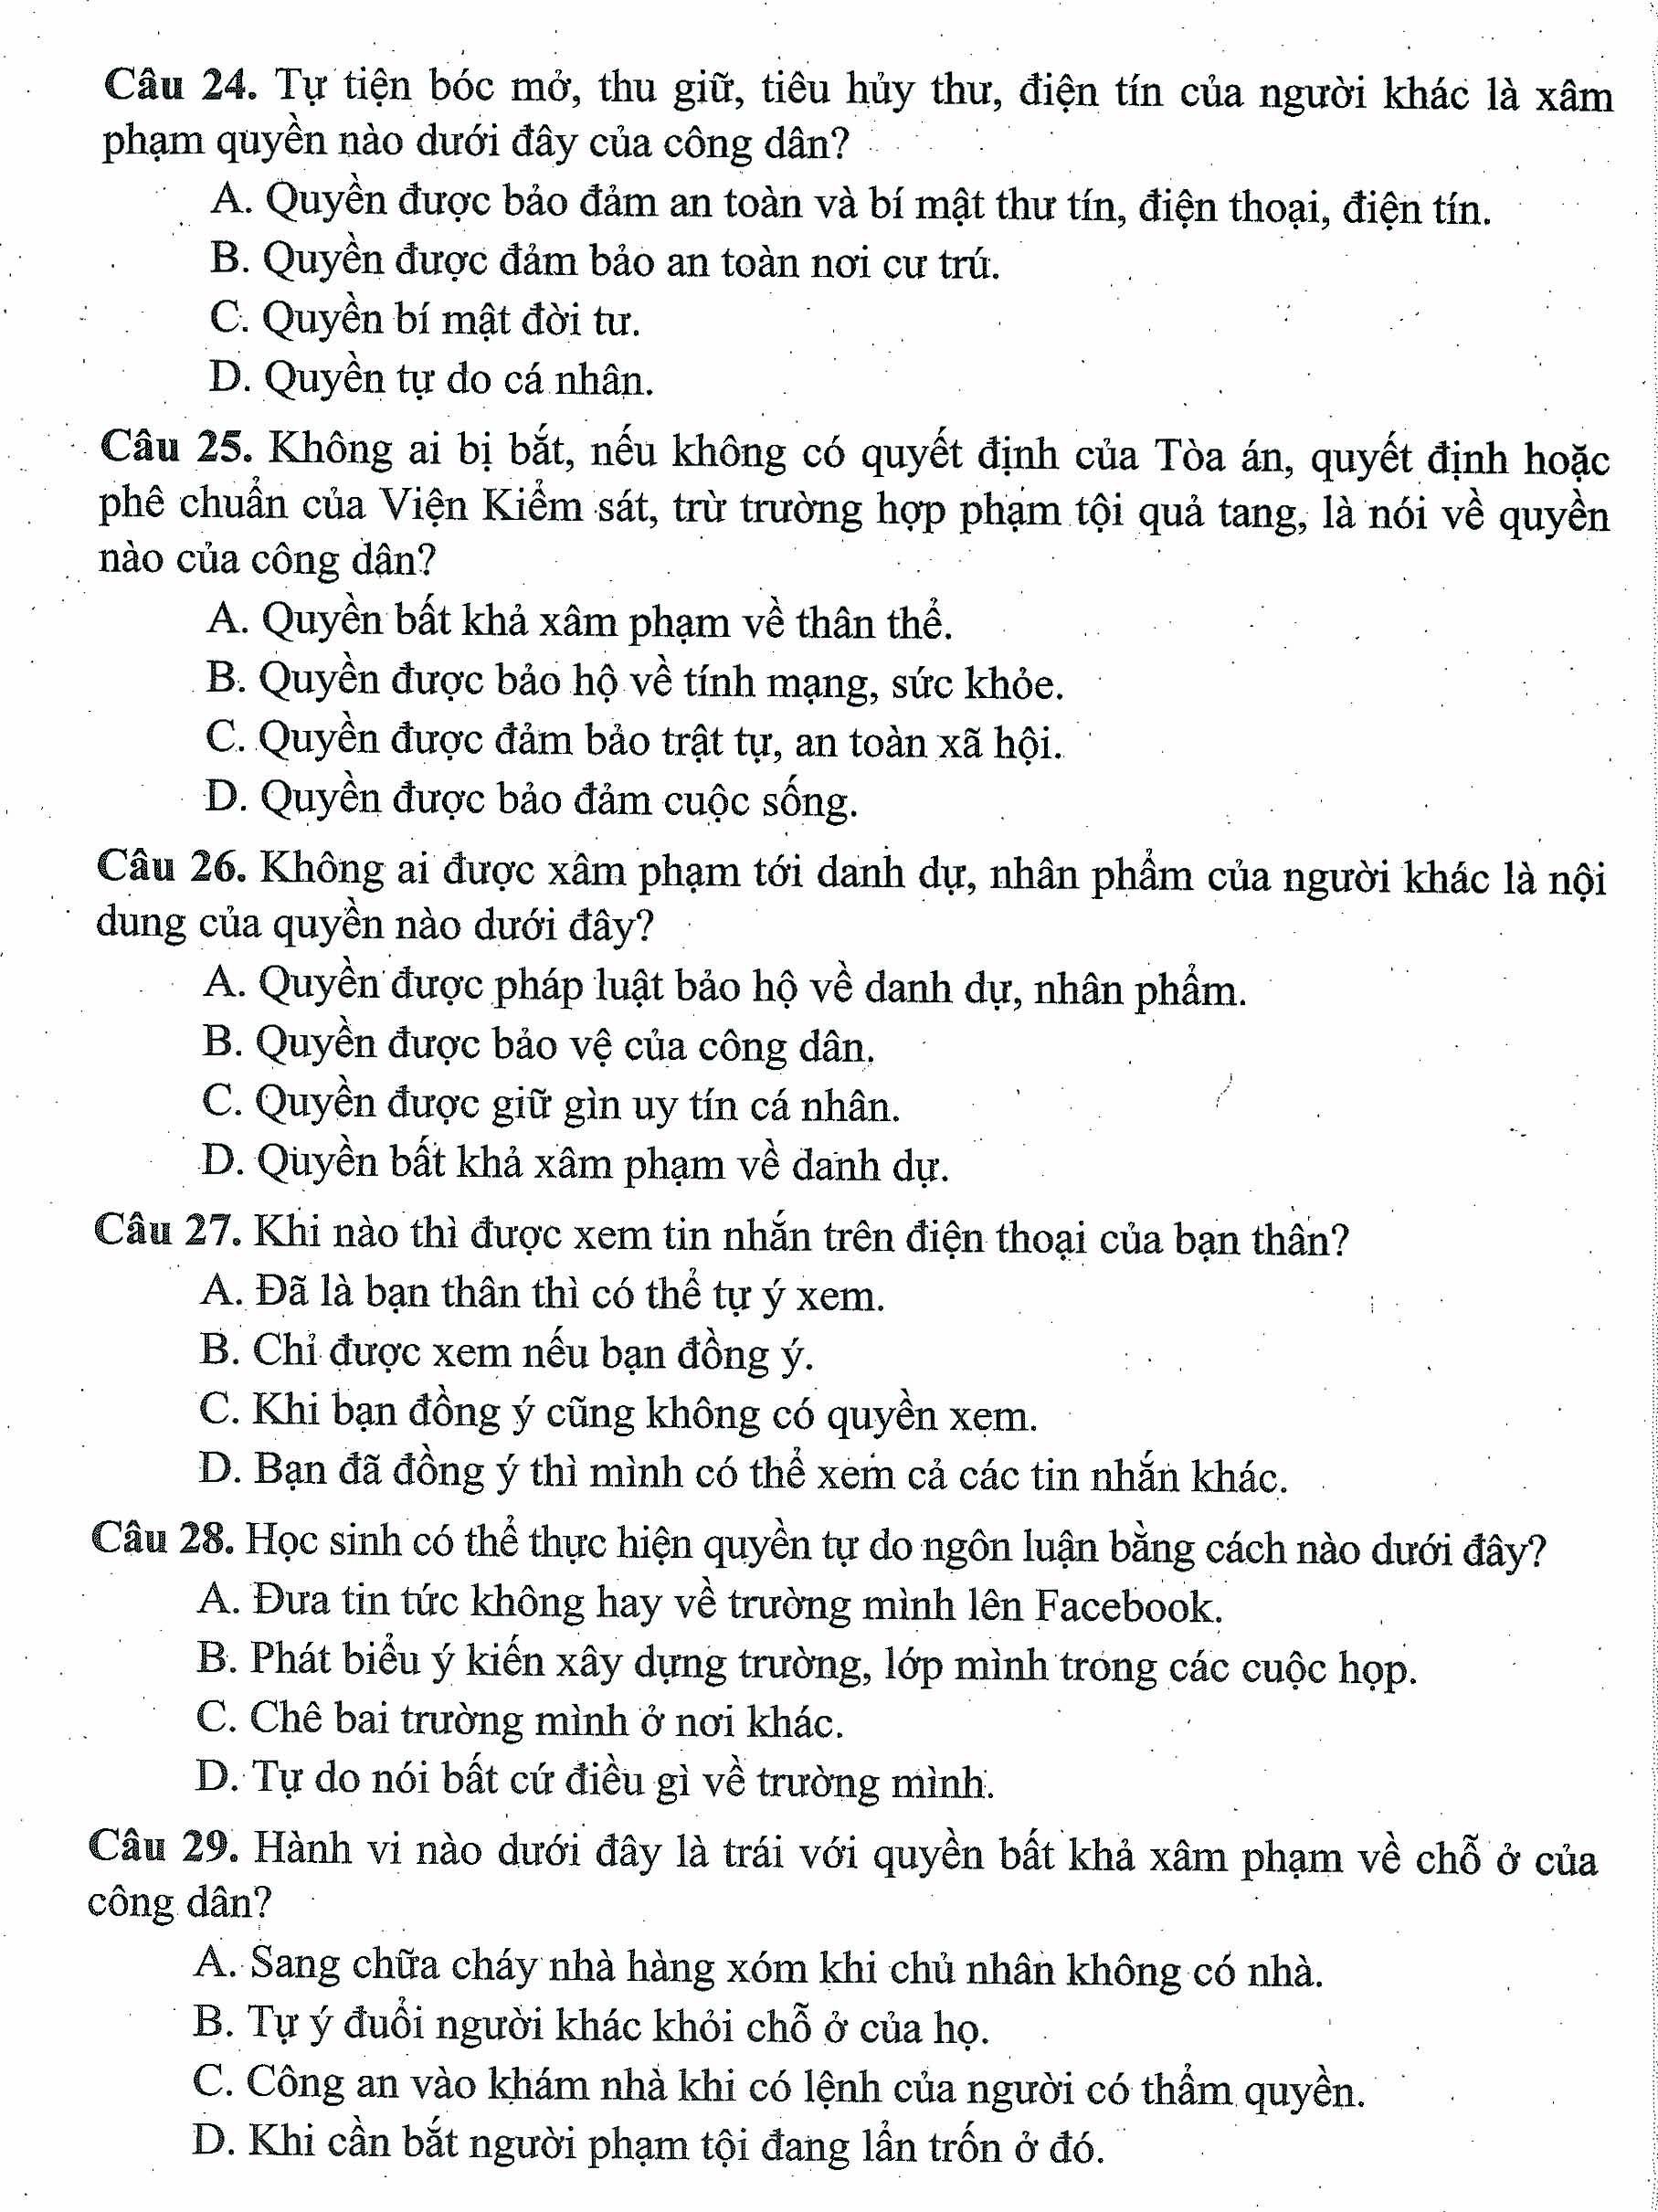 Câu 24. Tự tiện bóc mở, thu giữ, tiêu hủy thư, điện tín của người khác là xâm
phạm quyền nào dưới đây của công dân?
A. Quyền được bảo đảm an toàn và bí mật thư tín, điện thoại, điện tín.
B. Quyền được đảm bảo an toàn nơi cư trú.
C. Quyền bí mật đời tư.
D. Quyền tự do cá nhân.
Câu 25. Không ai bị bắt, nếu không có quyết định của Tòa án, quyết định hoặc
phê chuẩn của Viện Kiểm sát, trừ trường hợp phạm tội quả tang, là nói về quyền
nào của công dân?
A. Quyền bất khả xâm phạm về thân thể.
B. Quyền được bảo hộ về tính mạng, sức khỏe.
C. Quyền được đảm bảo trật tự, an toàn xã hội.
D. Quyền được bảo đảm cuộc sống.
Câu 26. Không ai được xâm phạm tới danh dự, nhân phẩm của người khác là nội
dung của quyền nào dưới đây?
A. Quyền được pháp luật bảo hộ về danh dự, nhân phẩm.
B. Quyền được bảo vệ của công dân.
C. Quyền được giữ gìn uy tín cá nhân.
D. Quyền bất khả xâm phạm về danh dự.
Câu 27. Khi nào thì được xem tin nhắn trên điện thoại của bạn thân?
A. Đã là bạn thân thì có thể tự ý xem.
B. Chỉ được xem nếu bạn đồng ý.
C. Khi bạn đồng ý cũng không có quyền xem.
D. Bạn đã đồng ý thì mình có thể xem cả các tin nhắn khác.
Câu 28. Học sinh có thể thực hiện quyền tự do ngôn luận bằng cách nào dưới đây?
A. Đưa tin tức không hay về trường mình lên Facebook.
B. Phát biểu ý kiến xây dựng trường, lớp mình trong các cuộc họp.
C. Chê bai trường mình ở nơi khác.
D. Tự do nói bất cứ điều gì về trường mình.
Câu 29. Hành vi nào dưới đây là trái với quyền bất khả xâm phạm về chỗ ở của
công dân?
A. Sang chữa cháy nhà hàng xóm khi chủ nhân không có nhà.
B. Tự ý đuổi người khác khỏi chỗ ở của họ.
C. Công an vào khám nhà khi có lệnh của người có thẩm quyền.
D. Khi cần bắt người phạm tội đang lẩn trốn ở đó.